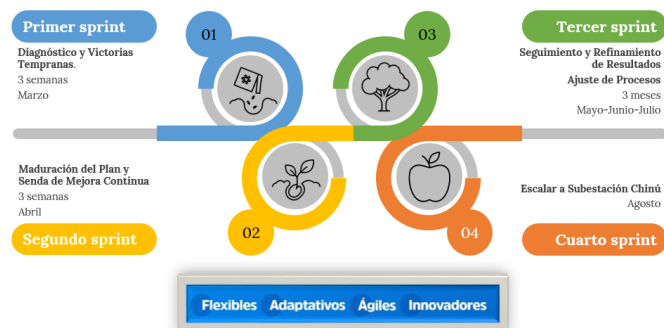 Primer sprint
Diagnóstico y Victorias
Tempranas.
3 semanas
Marzo
01
03
Tercer sprint
Seguimiento y Refinamiento
de Resultados
Ajuste de Procesos
3 meses
Mayo-Junio-Julio
Maduración del Plan y
Senda de Mejora Continua
3 semanas
Abril
Segundo sprint
02
04
Escalar a Subestación Chinú
Agosto
Cuarto sprint
Flexibles Adaptativos Ágiles Innovadores